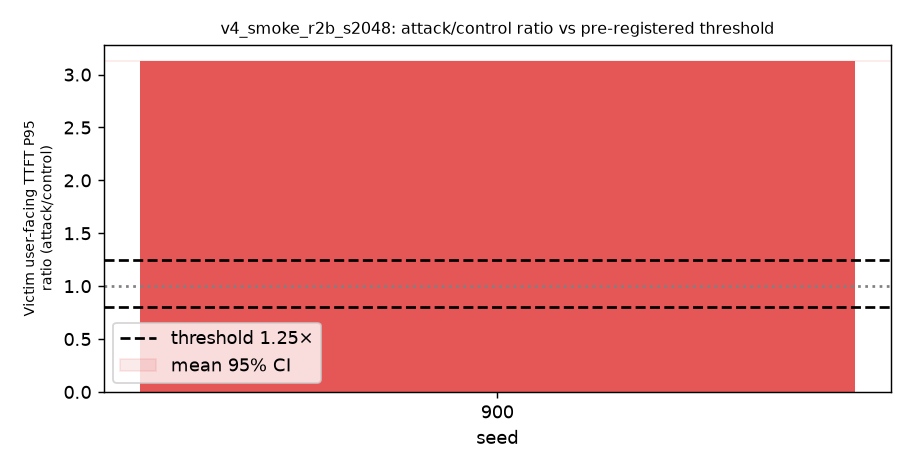 v4_smoke_r2b_s2048: attack/control ratio vs pre-registered threshold
Victim user-facing TTFT P95
ratio (attack/control)
3.0
2.5
2.0
1.5
1.0
0.5
0.0
threshold 1.25×
mean 95% CI
900
seed